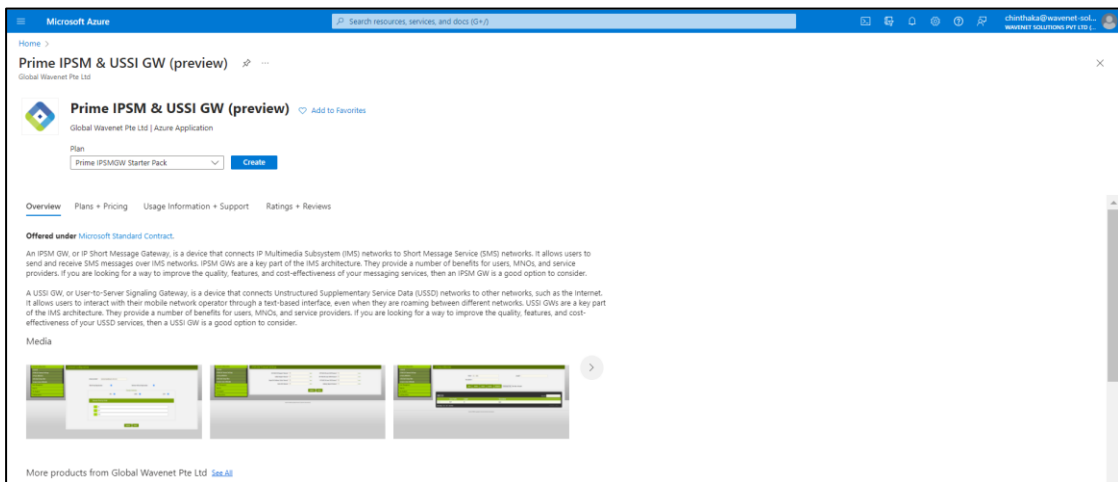 Microsoft Azure
Search resources, services, and docs (G+/)
chinthaka@wavenet-sol...
WAVENET SOLUTIONS PVT LTD (...
Home >
Prime IPSM & USSI GW (preview) ...
Global Wavenet Pte Ltd
Prime IPSM & USSI GW (preview)
Add to Favorites
Global Wavenet Pte Ltd | Azure Application
Plan
Prime IPSMGW Starter Pack
Create
Overview Plans + Pricing Usage Information + Support Ratings + Reviews
Offered under Microsoft Standard Contract.
An IPSM GW, or IP Short Message Gateway, is a device that connects IP Multimedia Subsystem (IMS) networks to Short Message Service (SMS) networks. It allows users to
send and receive SMS messages over IMS networks. IPSM GWs are a key part of the IMS architecture. They provide a number of benefits for users, MNOs, and service
providers. If you are looking for a way to improve the quality, features, and cost-effectiveness of your messaging services, then an IPSM GW is a good option to consider.
A USSI GW, or User-to-Server Signaling Gateway, is a device that connects Unstructured Supplementary Service Data (USSD) networks to other networks, such as the Internet.
It allows users to interact with their mobile network operator through a text-based interface, even when they are roaming between different networks. USSI GWs are a key part
of the IMS architecture. They provide a number of benefits for users, MNOs, and service providers. If you are looking for a way to improve the quality, features, and cost-
effectiveness of your USSD services, then a USSI GW is a good option to consider.
Media
More products from Global Wavenet Pte Ltd See All